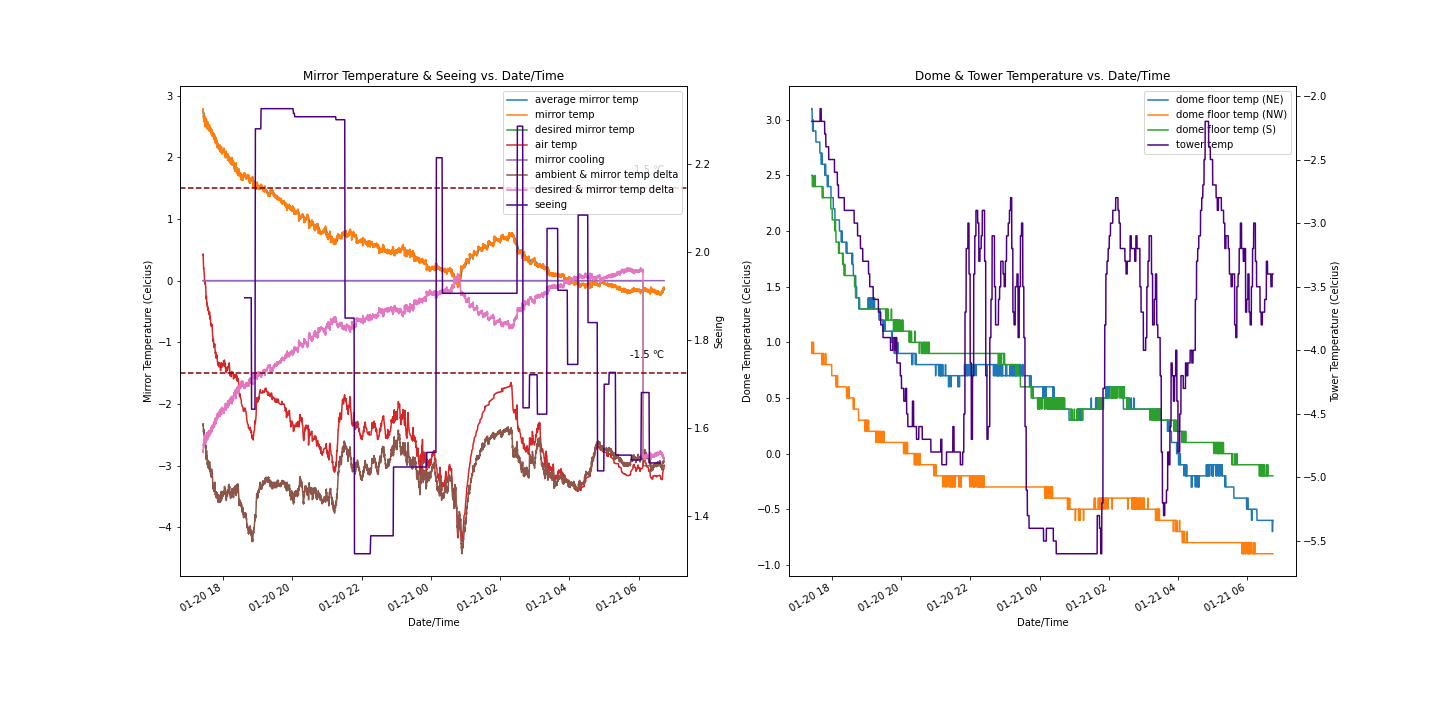 Mirror Temperature & Seeing vs. Date/Time
average mirror temp
mirror temp
desired mirror temp
air temp
mirror cooling
ambient & mirror temp delta
desired & mirror temp delta
seeing
1.5 °C
-1.5 °C
3
2
1
0
−1
−2
−3
−4
Mirror Temperature (Celcius)
2.2
2.0
1.8
1.6
1.4
Seeing
01-20 18
01-20 20
01-20 22
01-21 00
01-21 02
01-21 04
01-21 06
Date/Time
Dome & Tower Temperature vs. Date/Time
dome floor temp (NE)
dome floor temp (NW)
dome floor temp (S)
tower temp
3.0
2.5
2.0
1.5
1.0
0.5
0.0
−0.5
−1.0
Dome Temperature (Celcius)
−2.0
−2.5
−3.0
−3.5
−4.0
−4.5
−5.0
−5.5
Tower Temperature (Celcius)
01-20 18
01-20 20
01-20 22
01-21 00
01-21 02
01-21 04
01-21 06
Date/Time